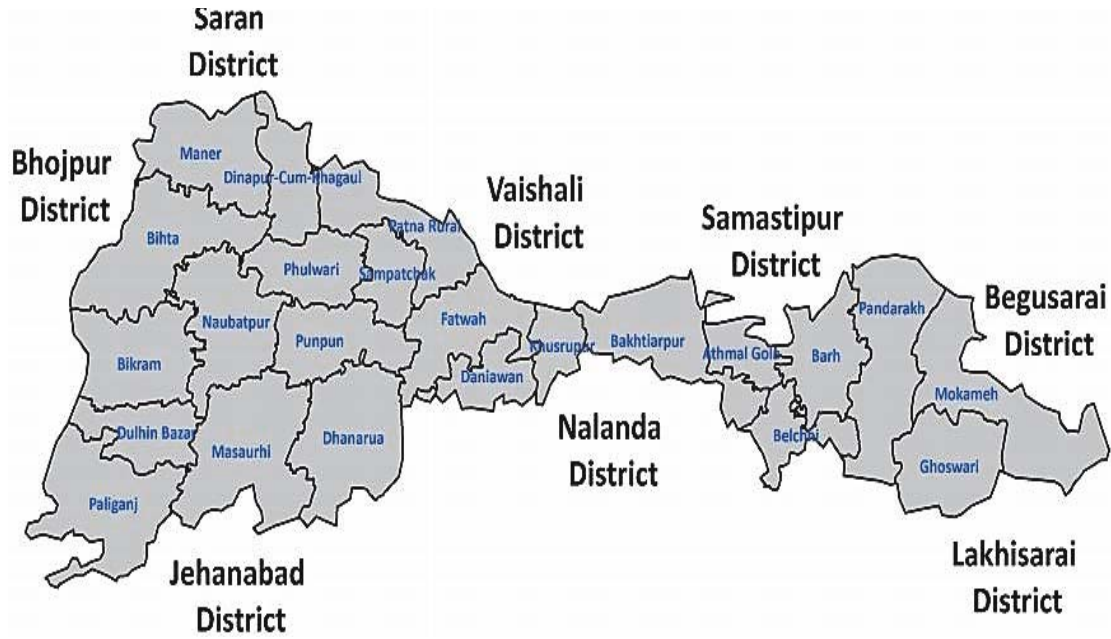 Saran
District
Bhojpur
District
Maner
Dinapur-Cum-Khagaul
Vaishali
District
Samastipur
District
Begusarai
District
Bihta
Patna Rural
Phulwari
Sampatchak
Pandarakh
Naubatpur
Fatwah
Punpun
Khusrupur
Bakhtiarpur
Athmal Gola
Barh
Bikram
Daniawan
Mokameh
Dulhin Bazar
Dhanarua
Masaurhi
Nalanda
District
Belchhi
Ghoswari
Paliganj
Jehanabad
District
Lakhisarai
District